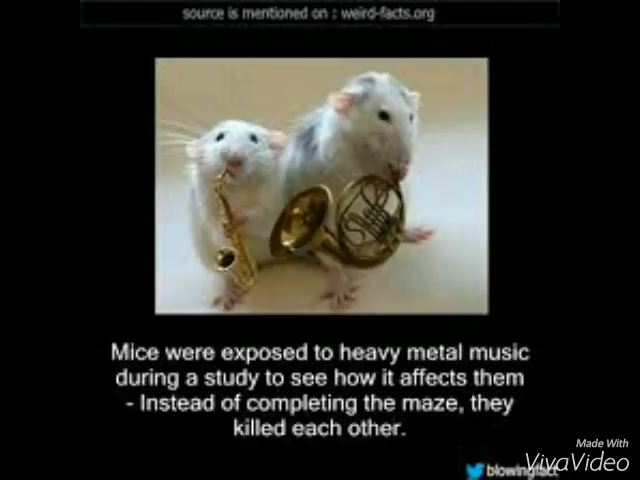 source is mentioned on : weird-facts.org
Mice were exposed to heavy metal music
during a study to see how it affects them
- Instead of completing the maze, they
killed each other.
Made With
VivaVideo
blowingfact